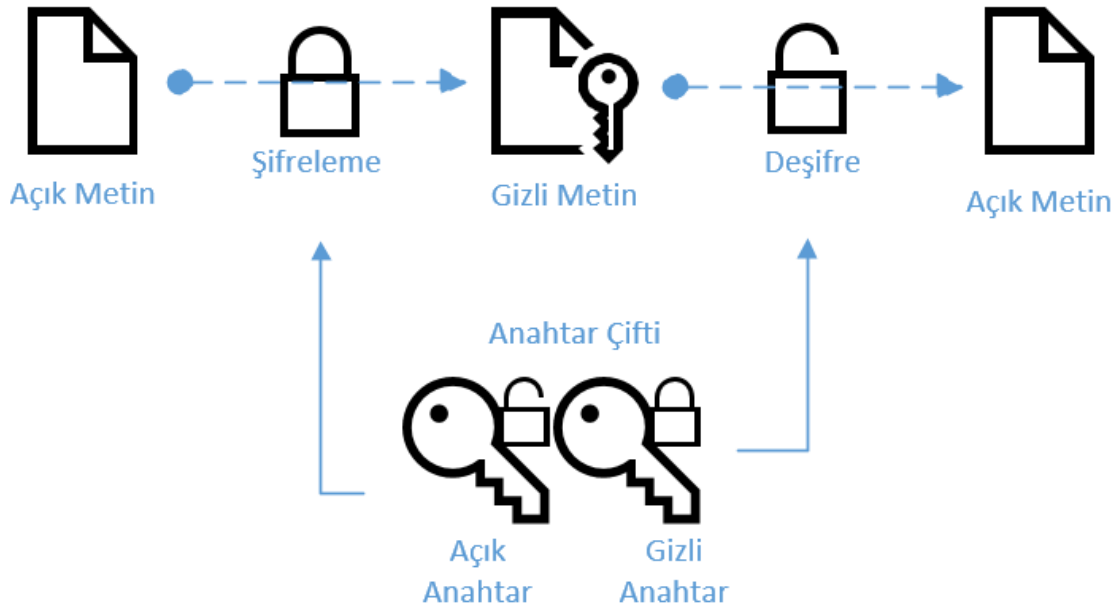 Şifreleme
Deşifre
Açık Metin
Gizli Metin
Açık Metin
Anahtar Çifti
Açık
Anahtar
Gizli
Anahtar